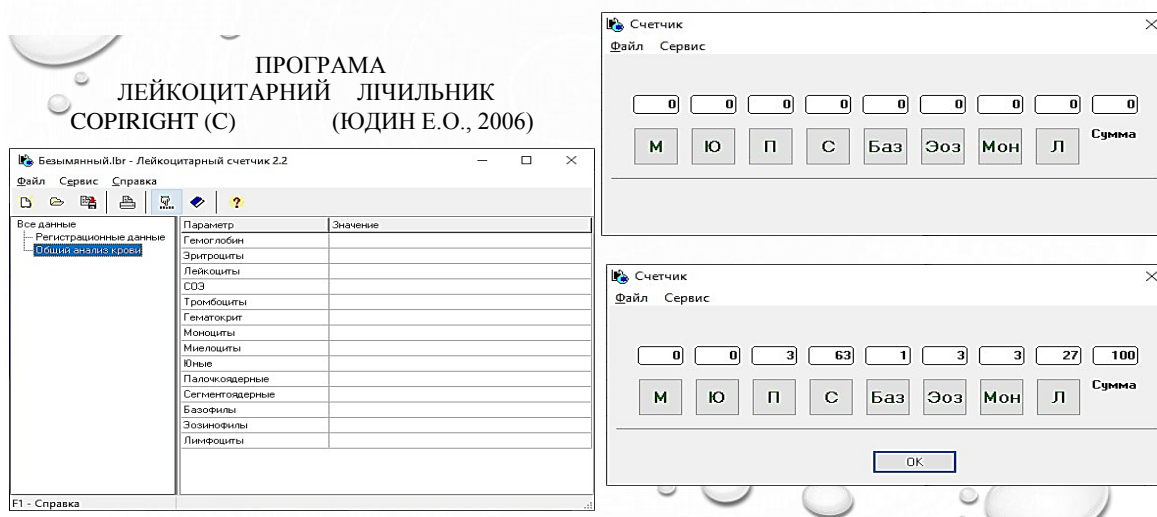 ПРОГРАМА
ЛЕЙКОЦИТАРНИЙ ЛІЧИЛЬНИК
COPIRIGHT (C) (ЮДИН Е.О., 2006)
Безымянный.lbr - Лейкоцитарный счетчик 2.2
Файл Сервис Справка
Все данные
Регистрационные данные
Общий анализ крови
Параметр Значение
Гемоглобин
Эритроциты
Лейкоциты
СОЭ
Тромбоциты
Гематокрит
Моноциты
Миелоциты
Юные
Палочкоядерные
Сегментоядерные
Базофилы
Эозинофилы
Лимфоциты
F1 - Справка
Счетчик
Файл Сервис
0 0 0 0 0 0 0 0 0
М Ю П С Баз Эоз Мон Л Сумма
Счетчик
Файл Сервис
0 0 3 63 1 3 3 27 100
М Ю П С Баз Эоз Мон Л Сумма
OK